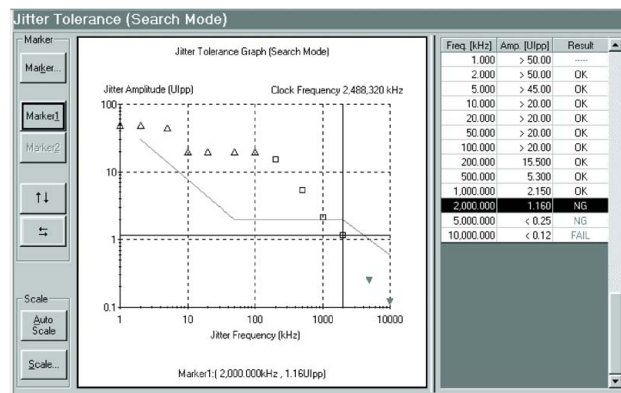 Jitter Tolerance (Search Mode)
Marker
Marker...
Marker1
Marker2
Scale
Auto Scale
Scale...
Jitter Tolerance Graph (Search Mode)
Jitter Amplitude (UIpp) Clock Frequency 2,488,320 kHz
100
10
1
0.1
1 10 100 1000 10000
Jitter Frequency (kHz)
Marker1:( 2,000.000kHz , 1.16UIpp)
Freq. [kHz] Amp. [UIpp] Result
1.000 > 50.00 -----
2.000 > 50.00 OK
5.000 > 45.00 OK
10.000 > 20.00 OK
20.000 > 20.00 OK
50.000 > 20.00 OK
100.000 > 20.00 OK
200.000 15.500 OK
500.000 5.300 OK
1,000.000 2.150 OK
2,000.000 1.160 NG
5,000.000 < 0.25 NG
10,000.000 < 0.12 FAIL